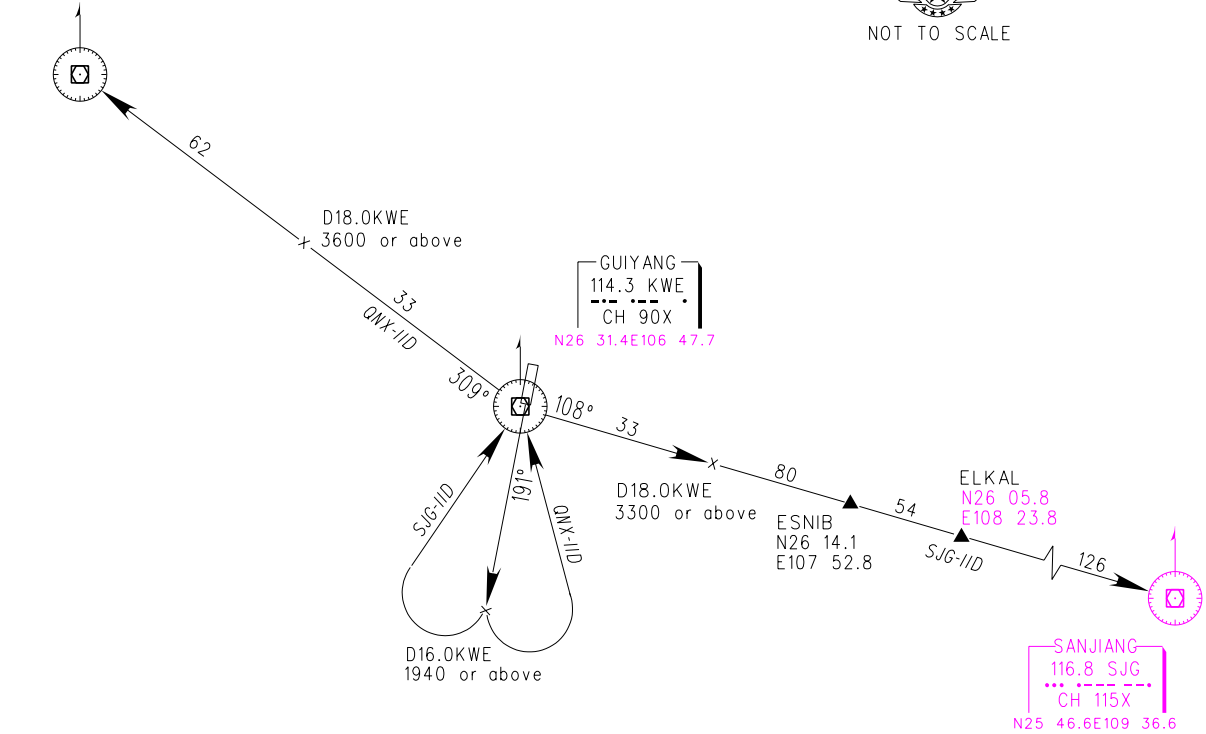 NOT TO SCALE
62
D18.0KWE
3600 or above
33
QNX-11D
309°
GUIYANG
114.3 KWE
CH 90X
N26 31.4E106 47.7
108°
33
D18.0KWE
3300 or above
80
ESNIB
N26 14.1
E107 52.8
54
ELKAL
N26 05.8
E108 23.8
SJG-11D
126
191°
SJG-11D
QNX-11D
D16.0KWE
1940 or above
SANJIANG
116.8 SJG
CH 115X
N25 46.6E109 36.6